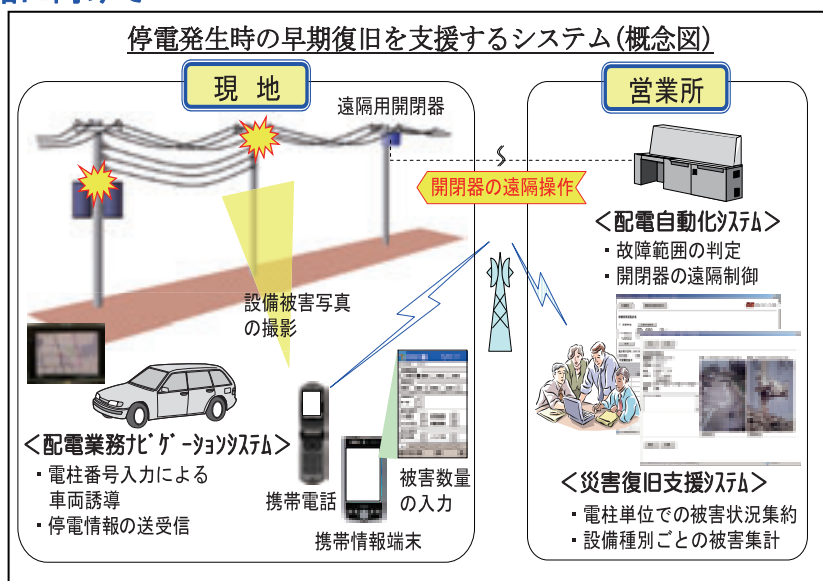 停電発生時の早期復旧を支援するシステム(概念図)
現 地
遠隔用開閉器
開閉器の遠隔操作
設備被害写真
の撮影
<配電業務ナビゲーションシステム>
・電柱番号入力による
車両誘導
・停電情報の送受信
携帯電話
携帯情報端末
被害数量
の入力
営業所
<配電自動化システム>
・故障範囲の判定
・開閉器の遠隔制御
<災害復旧支援システム>
・電柱単位での被害状況集約
・設備種別ごとの被害集計